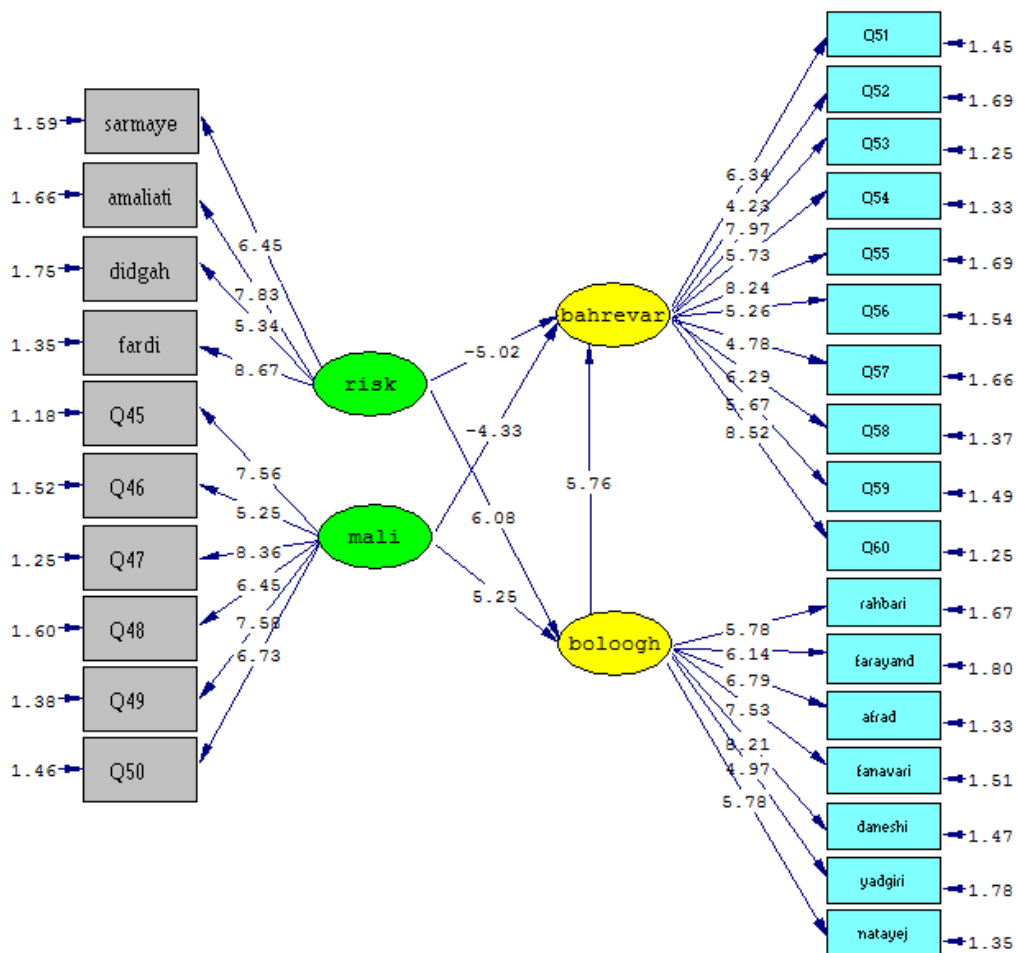 1.59
sarmaye
1.66
amaliati
1.75
didgah
1.35
fardi
1.18
Q45
1.52
Q46
1.25
Q47
1.60
Q48
1.38
Q49
1.46
Q50
6.45
7.83
5.34
8.67
7.56
5.25
8.36
6.45
7.58
6.73
risk
mali
-5.02
-4.33
6.08
5.25
5.76
bahrevar
boloogh
6.34
4.23
7.97
5.73
8.24
5.26
4.78
6.29
5.67
8.52
5.78
6.14
6.79
7.53
8.21
4.97
5.78
Q51
1.45
Q52
1.69
Q53
1.25
Q54
1.33
Q55
1.69
Q56
1.54
Q57
1.66
Q58
1.37
Q59
1.49
Q60
1.25
rahbari
1.67
farayand
1.80
afrad
1.33
fanavari
1.51
daneshi
1.47
yadgiri
1.78
natayej
1.35